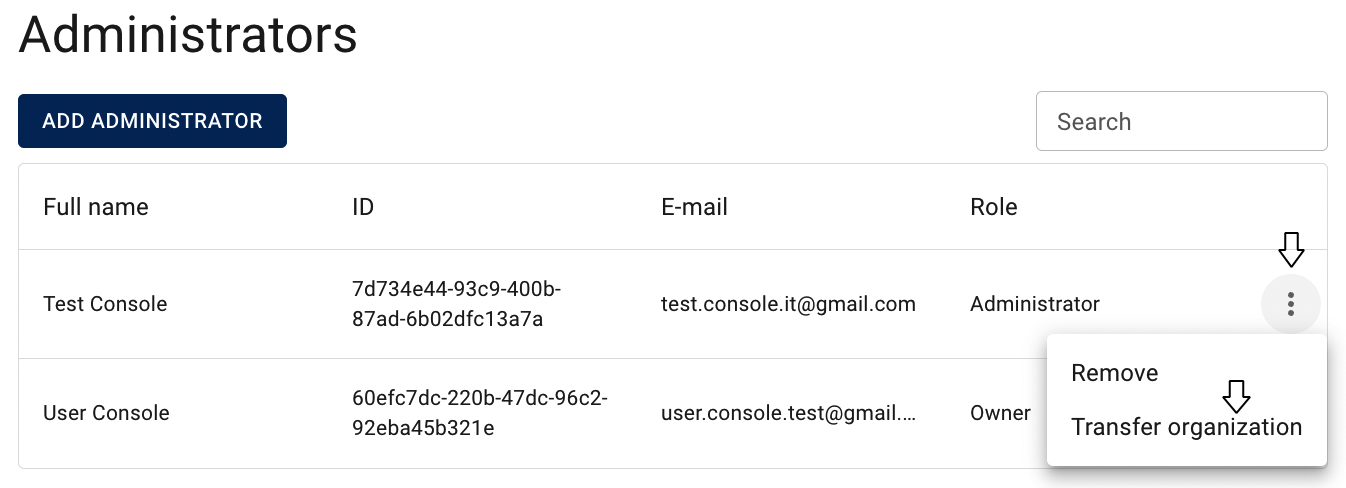 Administrators
ADD ADMINISTRATOR
Search
Full name ID E-mail Role
Test Console 7d734e44-93c9-400b-
87ad-6b02dfc13a7a test.console.it@gmail.com Administrator
Remove
User Console 60efc7dc-220b-47dc-96c2-
92eba45b321e user.console.test@gmail.... Owner
Transfer organization